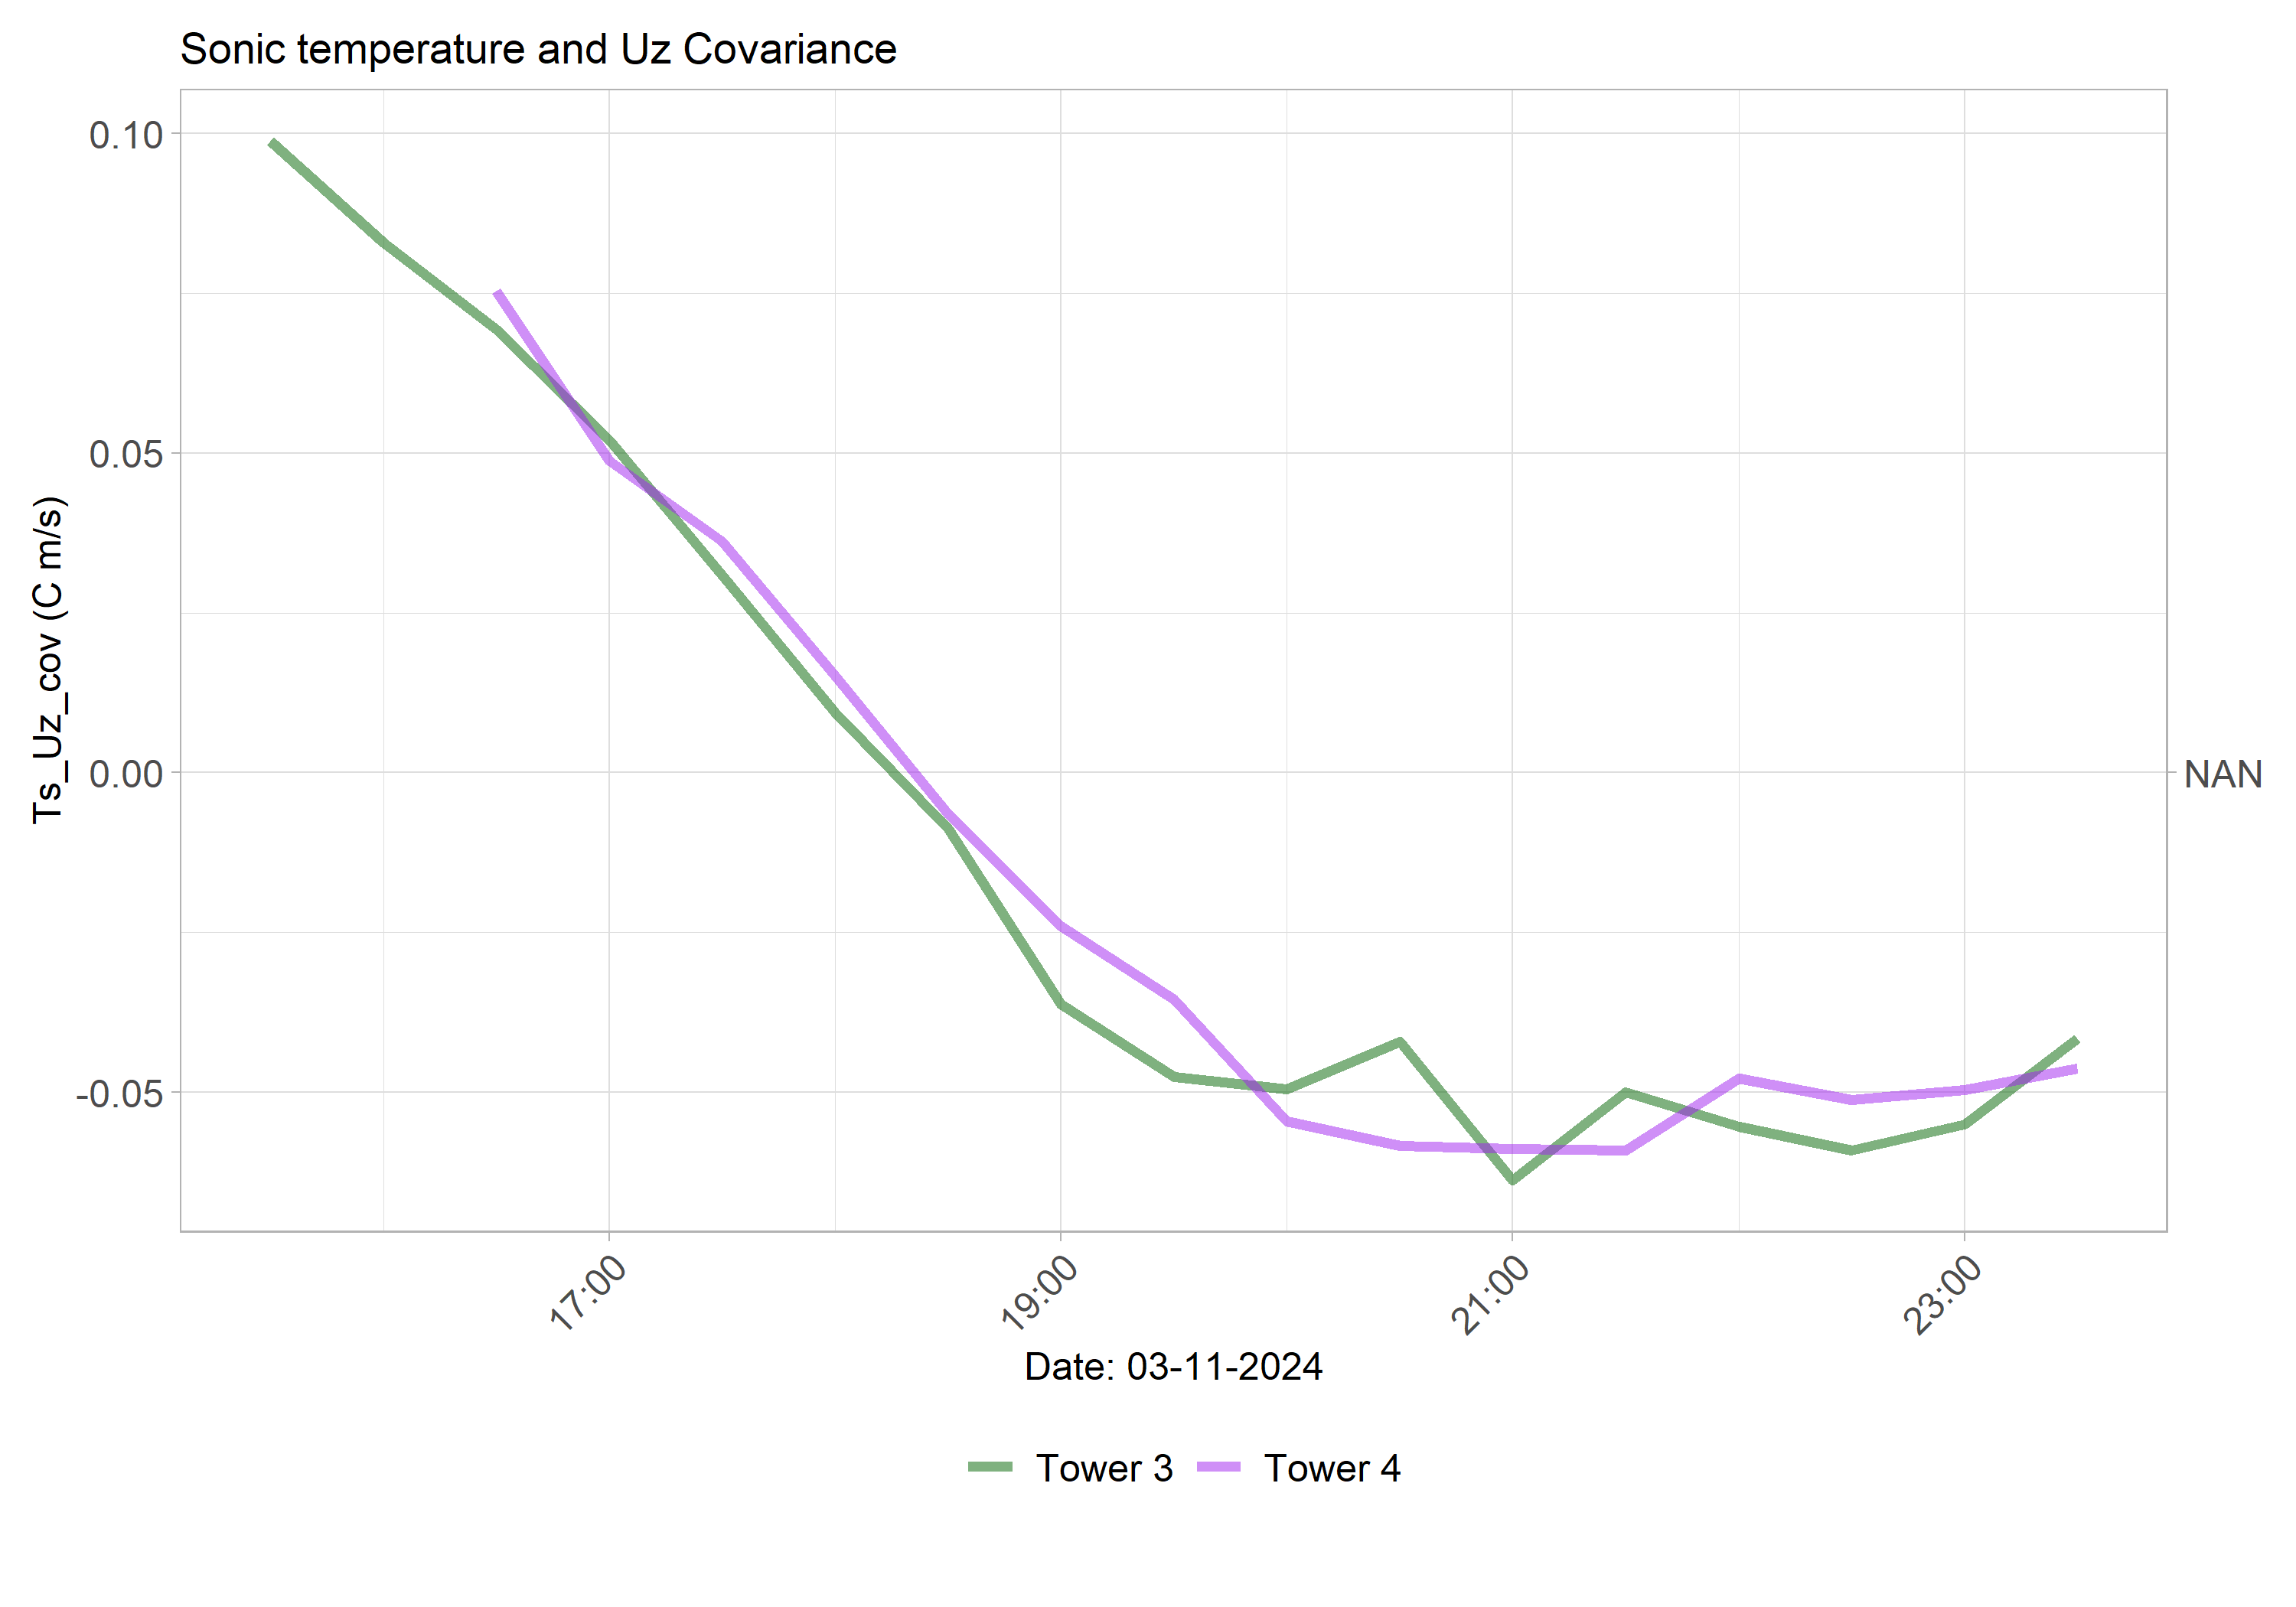 Sonic temperature and Uz Covariance
Ts_Uz_cov (C m/s)
0.10
0.05
0.00
-0.05
NAN
17:00
19:00
21:00
23:00
Date: 03-11-2024
Tower 3
Tower 4